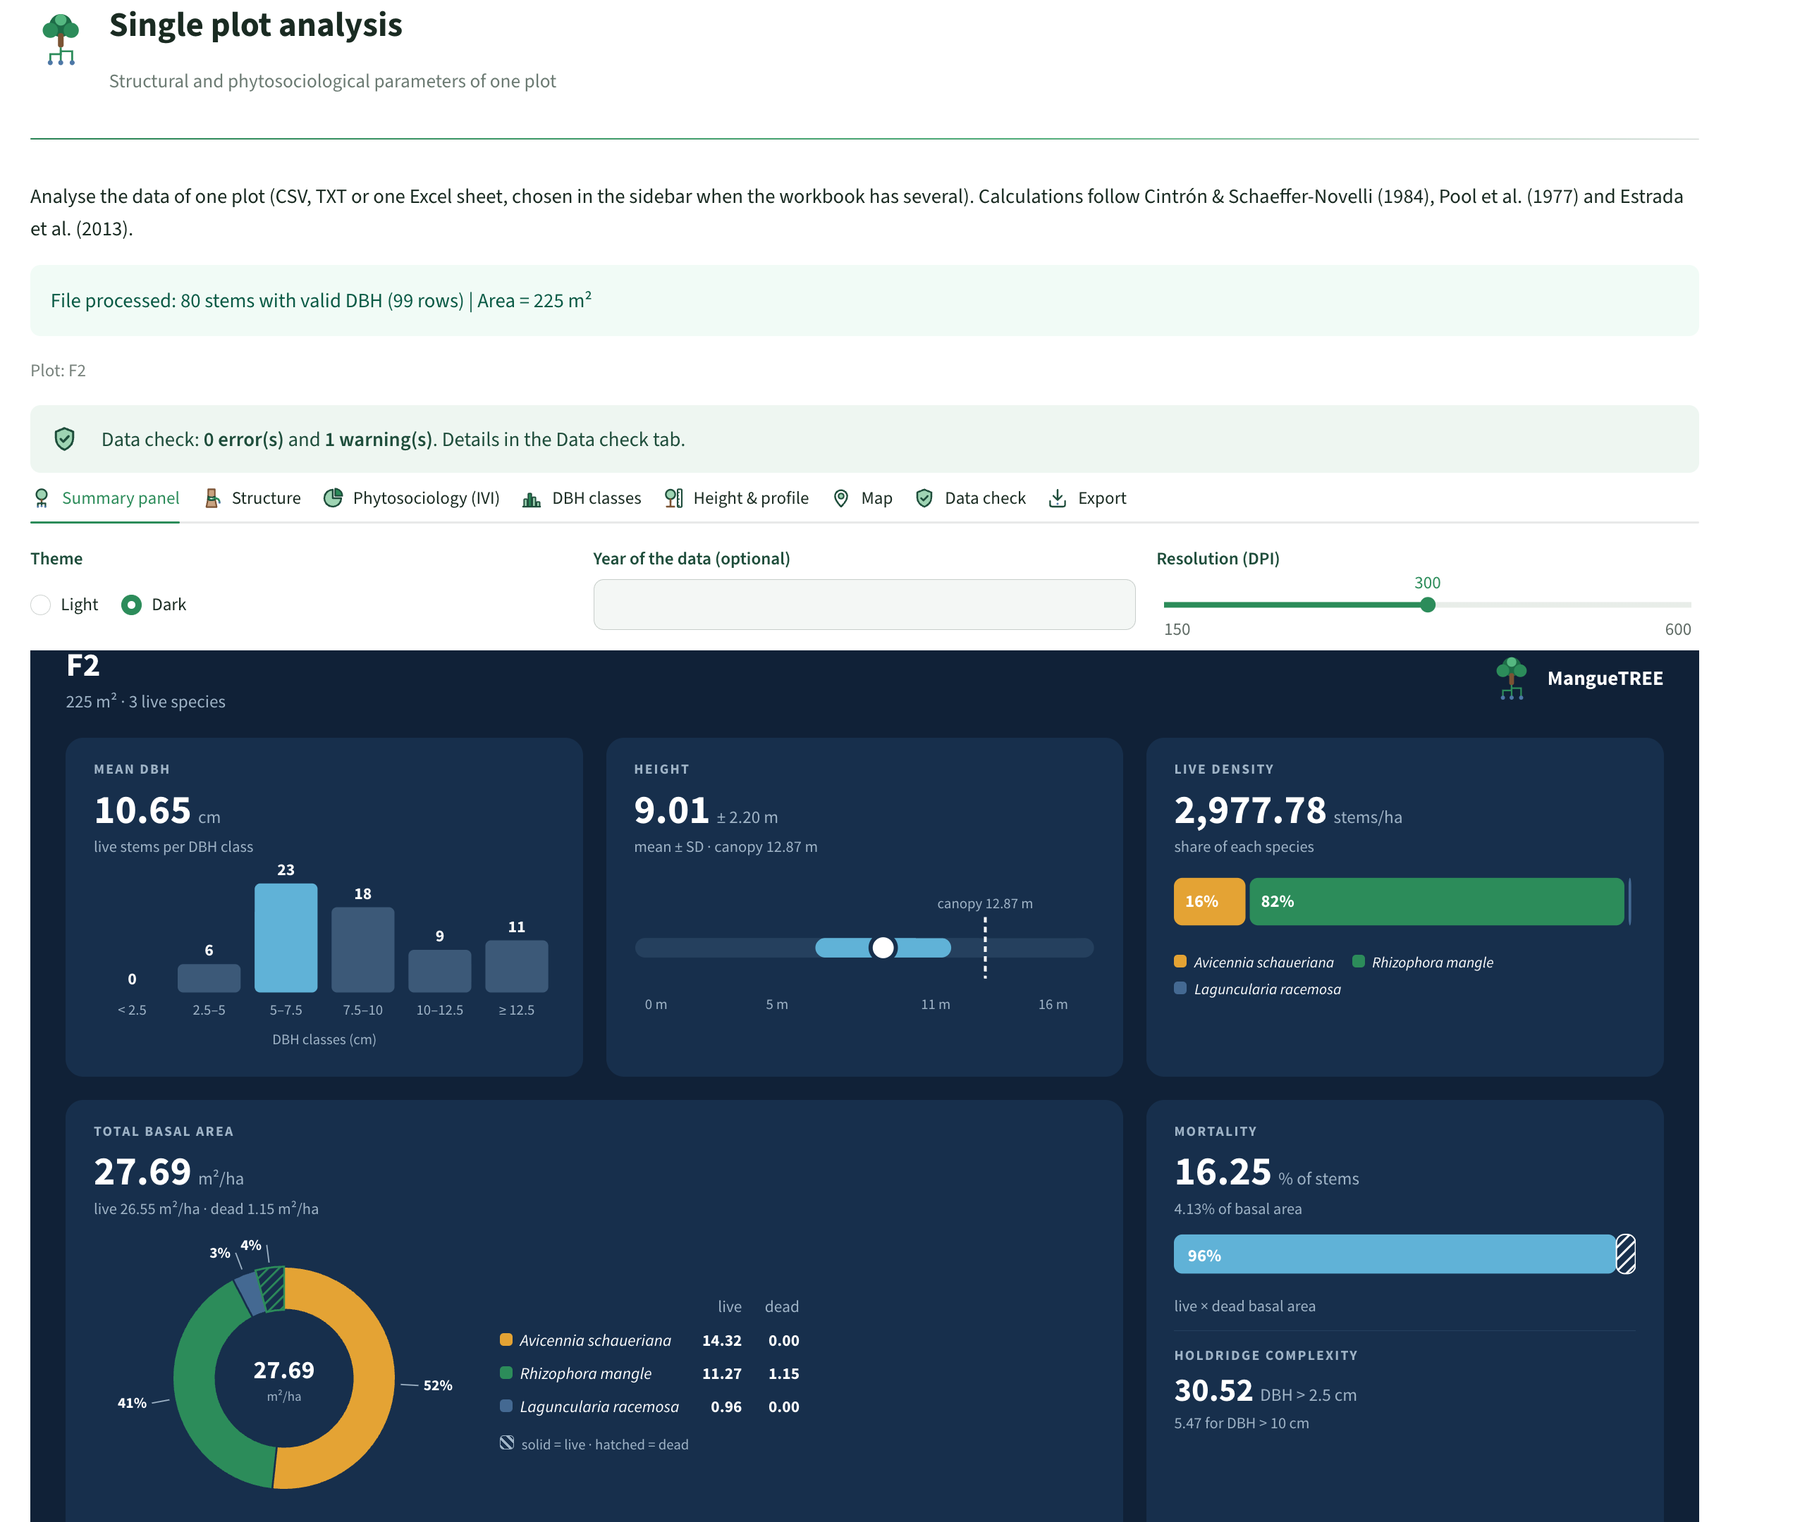 Single plot analysis
Structural and phytosociological parameters of one plot
Analyse the data of one plot (CSV, TXT or one Excel sheet, chosen in the sidebar when the workbook has several). Calculations follow Cintrón & Schaeffer-Novelli (1984), Pool et al. (1977) and Estrada
et al. (2013).
File processed: 80 stems with valid DBH (99 rows) | Area = 225 m²
Plot: F2
Data check: 0 error(s) and 1 warning(s). Details in the Data check tab.
Summary panel Structure Phytosociology (IVI) DBH classes Height & profile Map Data check Export
Theme
Light Dark
Year of the data (optional)
Resolution (DPI)
300
150 600
F2
225 m² · 3 live species
MangueTREE
MEAN DBH
10.65 cm
live stems per DBH class
0 6 23 18 9 11
< 2.5 2.5–5 5–7.5 7.5–10 10–12.5 ≥ 12.5
DBH classes (cm)
HEIGHT
9.01 ± 2.20 m
mean ± SD · canopy 12.87 m
canopy 12.87 m
0 m 5 m 11 m 16 m
LIVE DENSITY
2,977.78 stems/ha
share of each species
16% 82%
Avicennia schaueriana Rhizophora mangle
Laguncularia racemosa
TOTAL BASAL AREA
27.69 m²/ha
live 26.55 m²/ha · dead 1.15 m²/ha
3% 4%
41%
52%
27.69
m²/ha
live dead
Avicennia schaueriana 14.32 0.00
Rhizophora mangle 11.27 1.15
Laguncularia racemosa 0.96 0.00
solid = live · hatched = dead
MORTALITY
16.25 % of stems
4.13% of basal area
96%
live × dead basal area
HOLDRIDGE COMPLEXITY
30.52 DBH > 2.5 cm
5.47 for DBH > 10 cm